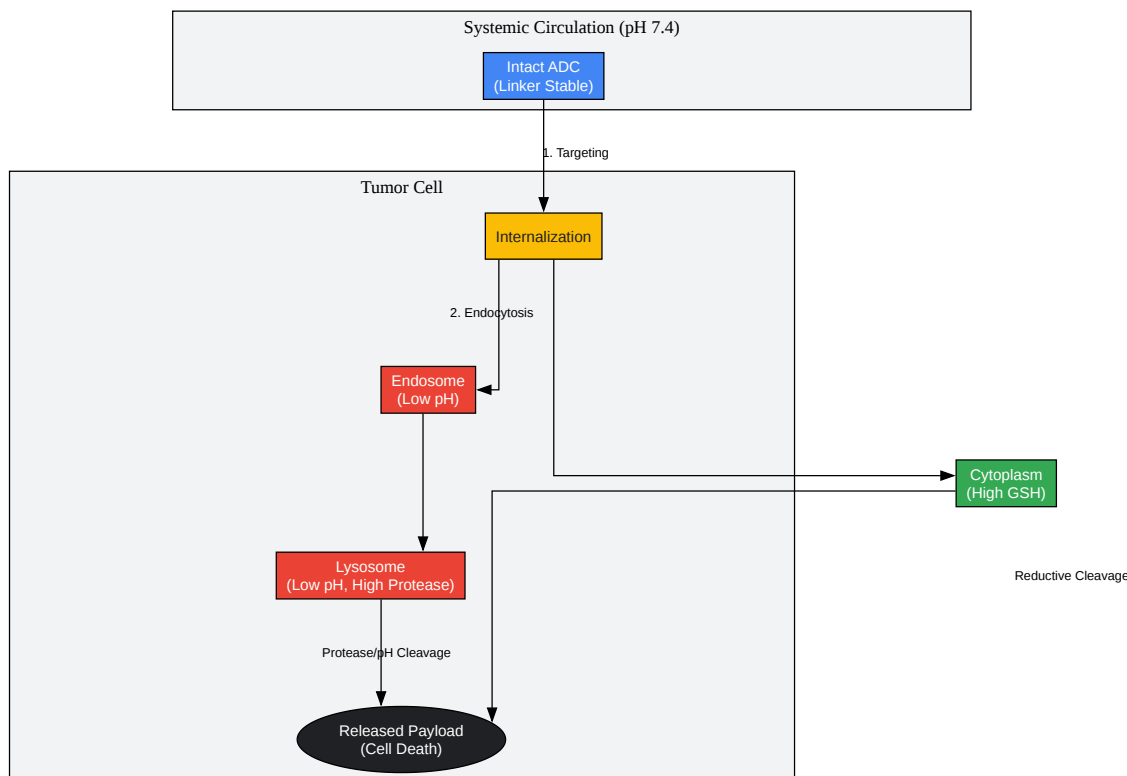 Systemic Circulation (pH 7.4)
Intact ADC
(Linker Stable)
1. Targeting
Tumor Cell
Internalization
2. Endocytosis
Endosome
(Low pH)
Cytoplasm
(High GSH)
Lysosome
(Low pH, High Protease)
Reductive Cleavage
Protease/pH Cleavage
Released Payload
(Cell Death)